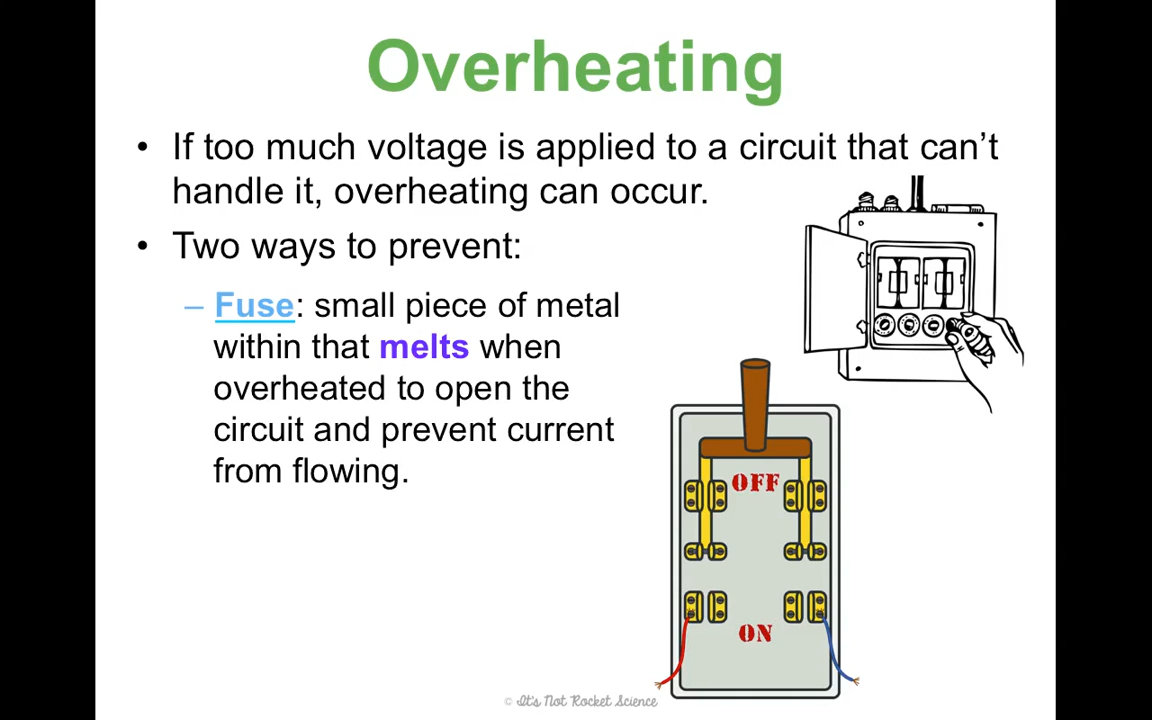 Overheating
• If too much voltage is applied to a circuit that can't
handle it, overheating can occur.
• Two ways to prevent:
– Fuse: small piece of metal
within that melts when
overheated to open the
circuit and prevent current
from flowing.
OFF
ON
© It's Not Rocket Science